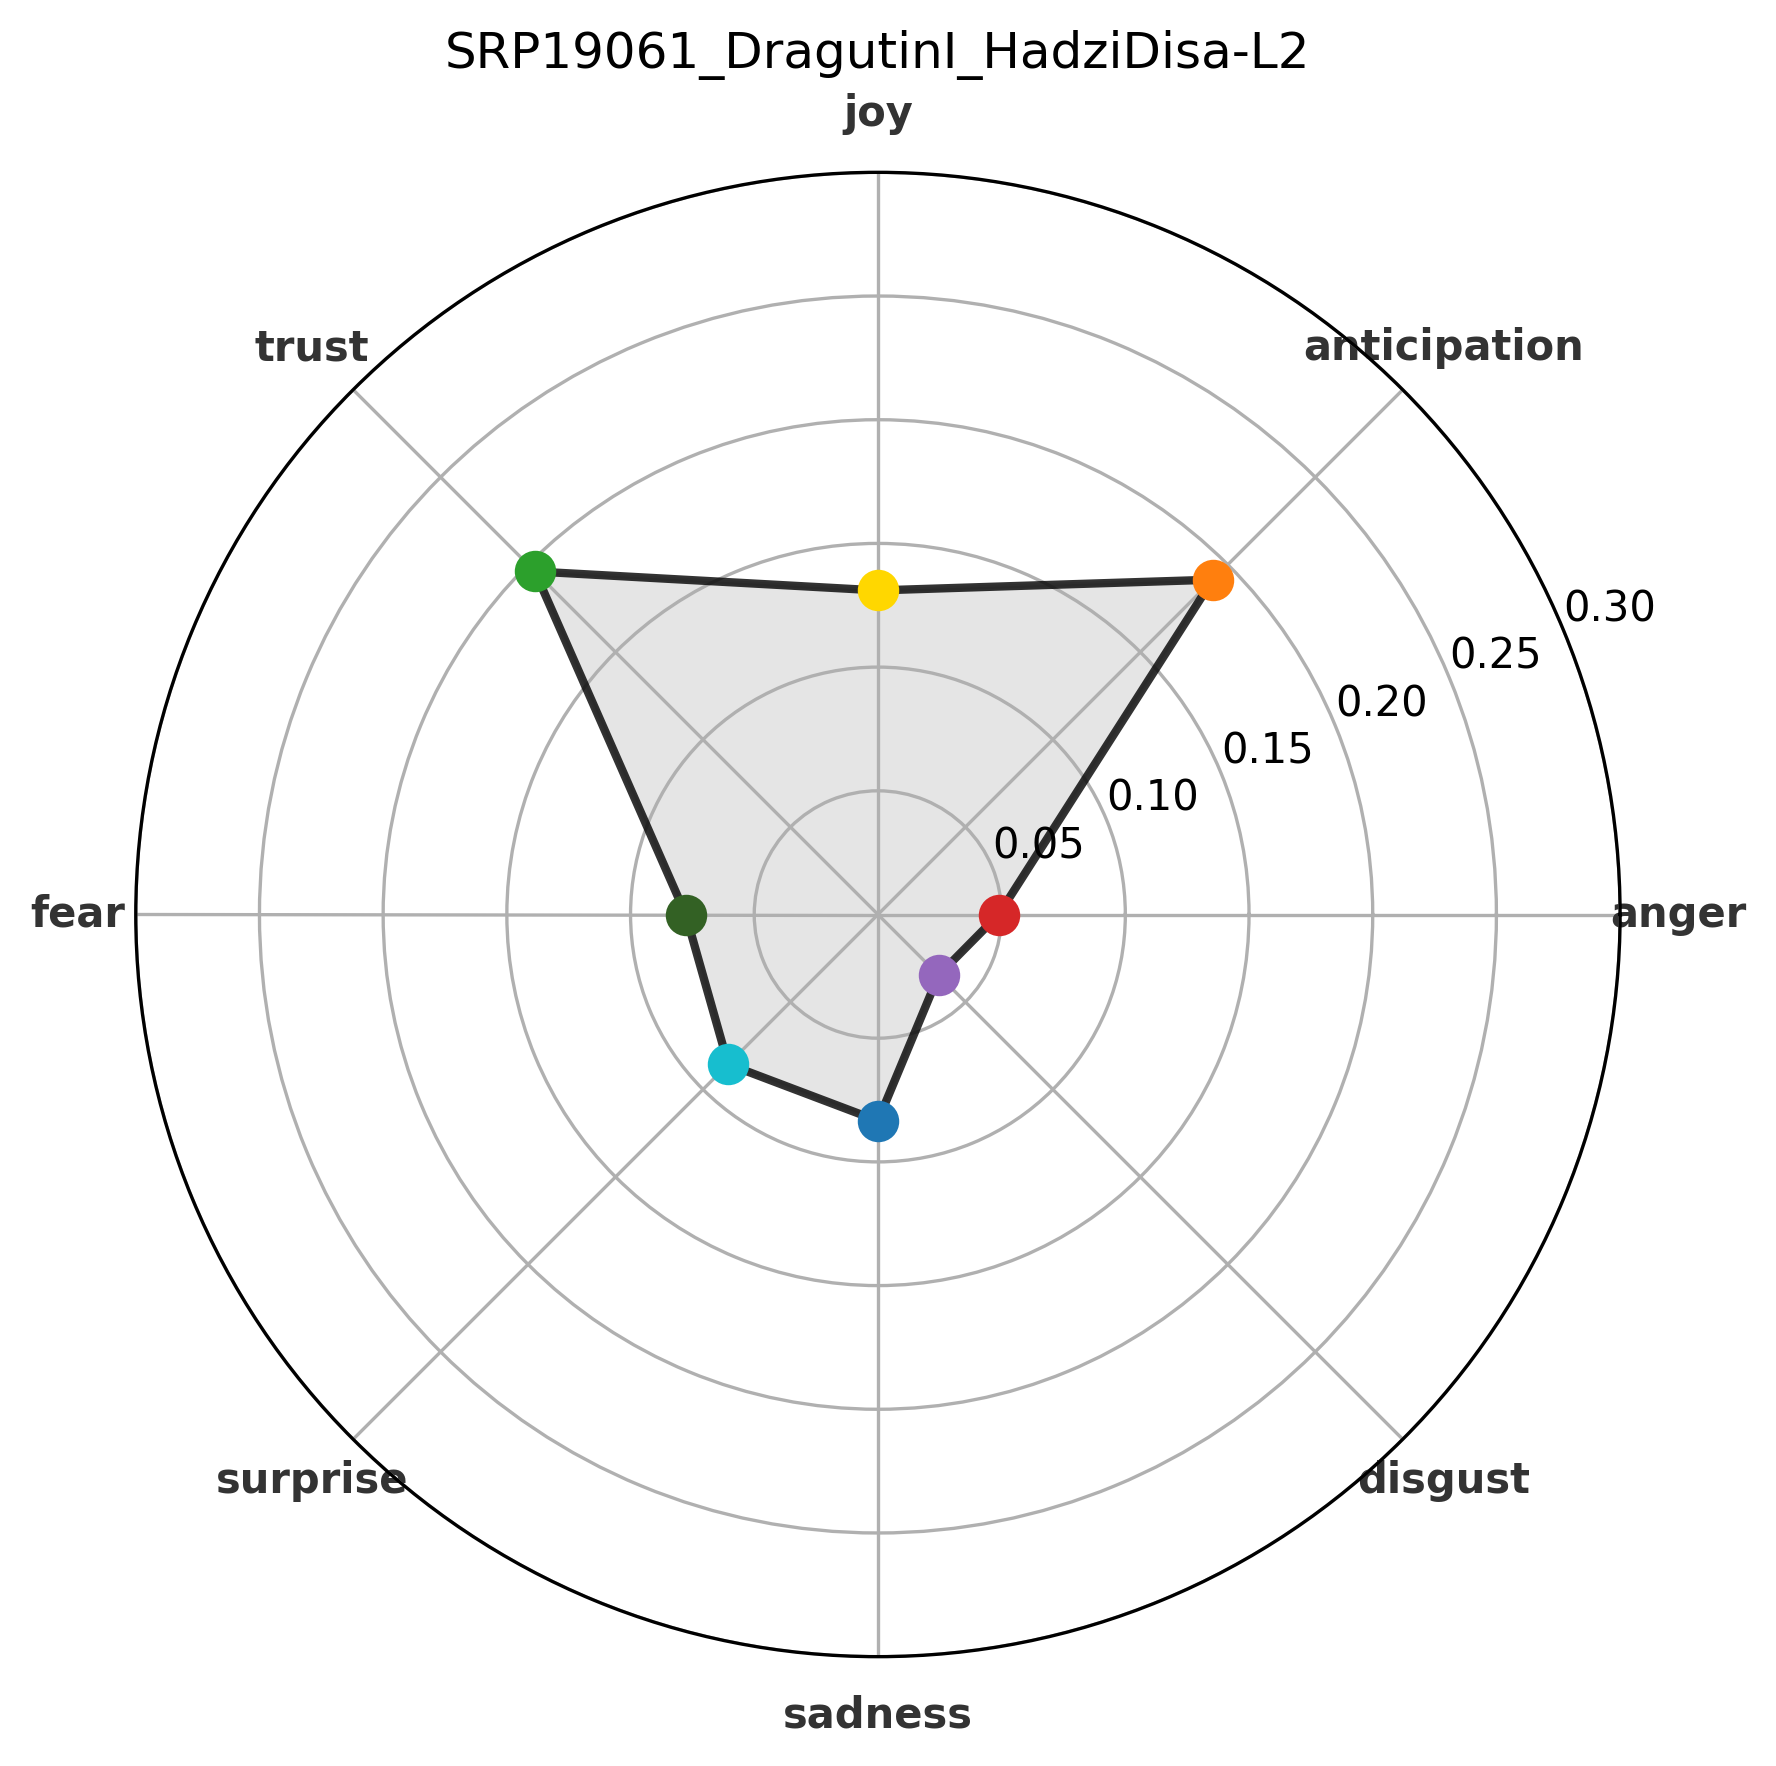 SRP19061_DragutinI_HadziDisa-L2
joy
trust
anticipation
0.30
0.25
0.20
0.15
0.10
0.05
fear
anger
surprise
disgust
sadness